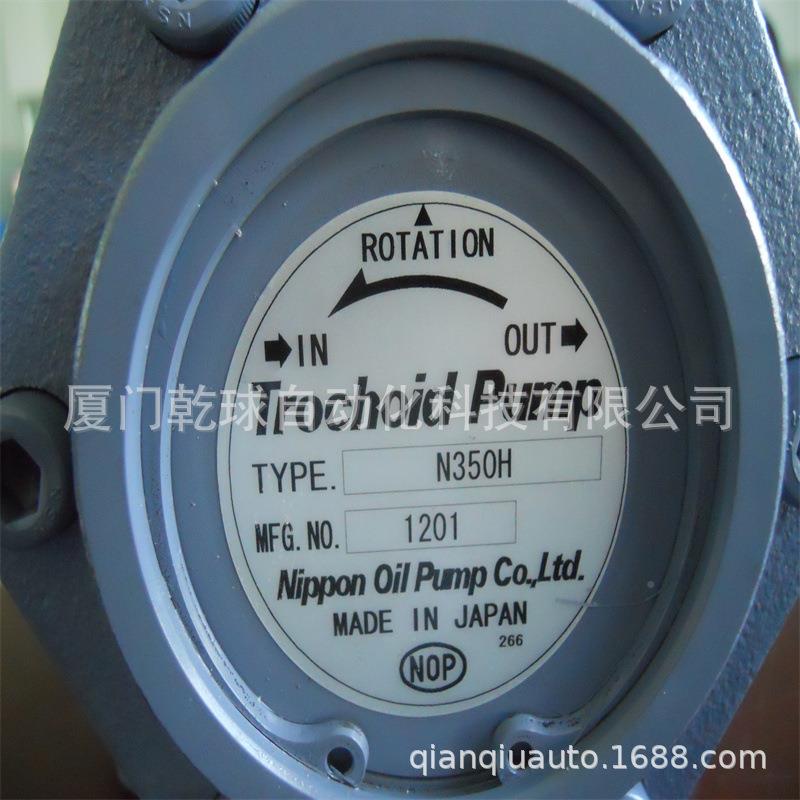 ROTATION
IN OUT
Trochoid Pump
厦门乾球自动化科技有限公司
TYPE. N350H
MFG. NO. 1201
Nippon Oil Pump Co.,Ltd.
MADE IN JAPAN
266
NOP
qianqiuauto.1688.com